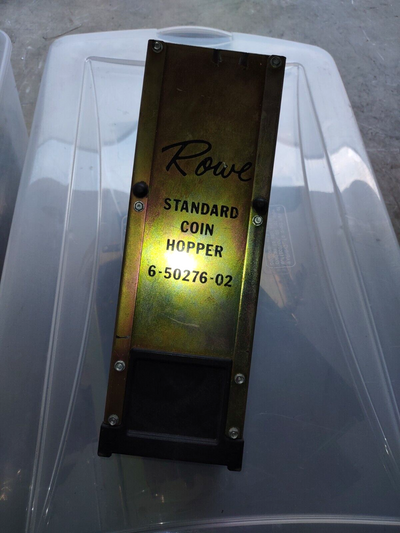 Rowe
STANDARD
COIN
HOPPER
6-50276-02